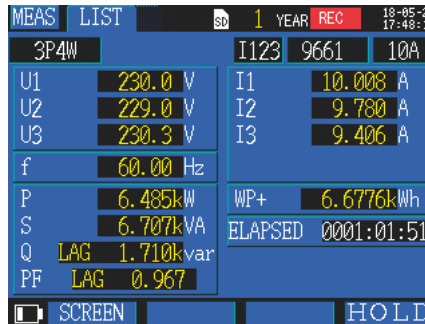 MEAS LIST SD 1 YEAR REC 18-05-
17:48:
3P4W I123 9661 10A
U1 230.0 V I1 10.008 A
U2 229.0 V I2 9.780 A
U3 230.3 V I3 9.406 A
f 60.00 Hz
P 6.485kW WP+ 6.6776kWh
S 6.707kVA ELAPSED 0001:01:51
Q LAG 1.710kvar
PF LAG 0.967
SCREEN HOLD